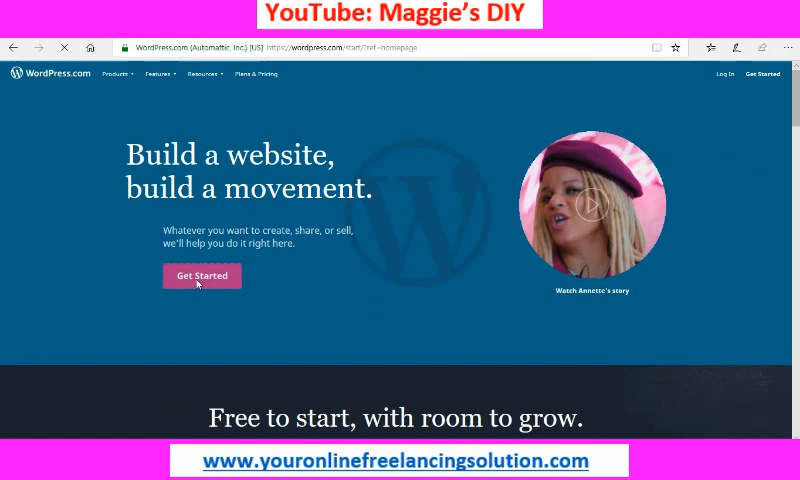 YouTube: Maggie's DIY
WordPress.com (Automattic, Inc.) [US] https://wordpress.com/start/?ref=homepage
WordPress.com Products Features Resources Plans & Pricing Log In Get Started
Build a website,
build a movement.
Whatever you want to create, share, or sell,
we'll help you do it right here.
Get Started
Watch Annette's story
Free to start, with room to grow.
www.youronlinefreelancingsolution.com